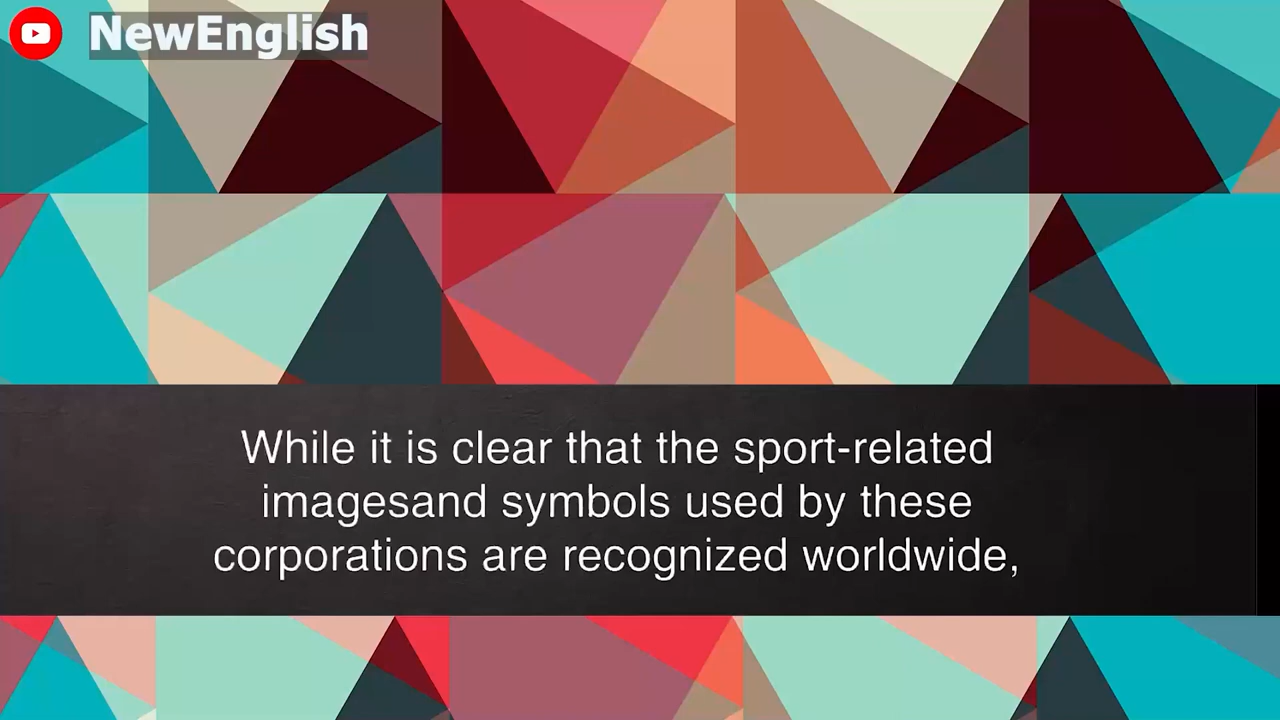 NewEnglish
While it is clear that the sport-related
imagesand symbols used by these
corporations are recognized worldwide,